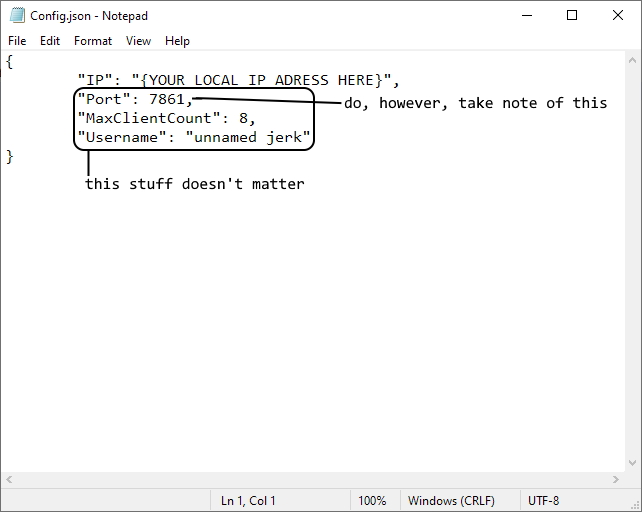 Config.json - Notepad
File Edit Format View Help
{
"IP": "{YOUR LOCAL IP ADRESS HERE}",
"Port": 7861,
do, however, take note of this
"MaxClientCount": 8,
"Username": "unnamed jerk"
}
this stuff doesn't matter
Ln 1, Col 1 100% Windows (CRLF) UTF-8